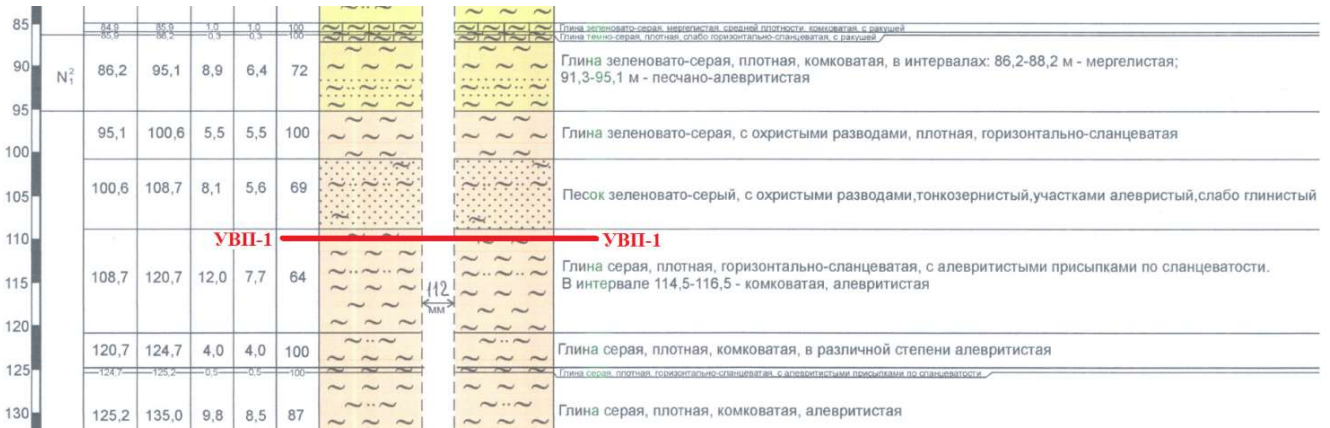 85
84,9 85,9 1,0 1,0 100 Глина зеленовато-серая, мергелистая, средней плотности, комковатая, с ракушей
85,9 86,2 0,3 0,3 100 Глина темно-серая, плотная, слабо горизонтально-сланцеватая, с ракушей
90
N₁²
86,2 95,1 8,9 6,4 72 Глина зеленовато-серая, плотная, комковатая, в интервалах: 86,2-88,2 м - мергелистая;
91,3-95,1 м - песчано-алевритистая
95
95,1 100,6 5,5 5,5 100 Глина зеленовато-серая, с охристыми разводами, плотная, горизонтально-сланцеватая
100
100,6 108,7 8,1 5,6 69 Песок зеленовато-серый, с охристыми разводами,тонкозернистый,участками алевристый,слабо глинистый
105
110
УВП-1 УВП-1
108,7 120,7 12,0 7,7 64 Глина серая, плотная, горизонтально-сланцеватая, с алевритистыми присыпками по сланцеватости.
В интервале 114,5-116,5 - комковатая, алевритистая
115
112
мм
120
120,7 124,7 4,0 4,0 100 Глина серая, плотная, комковатая, в различной степени алевритистая
125
124,7 125,2 0,5 0,5 100 Глина серая, плотная, горизонтально-сланцеватая, с алевритистыми присыпками по сланцеватости
130
125,2 135,0 9,8 8,5 87 Глина серая, плотная, комковатая, алевритистая